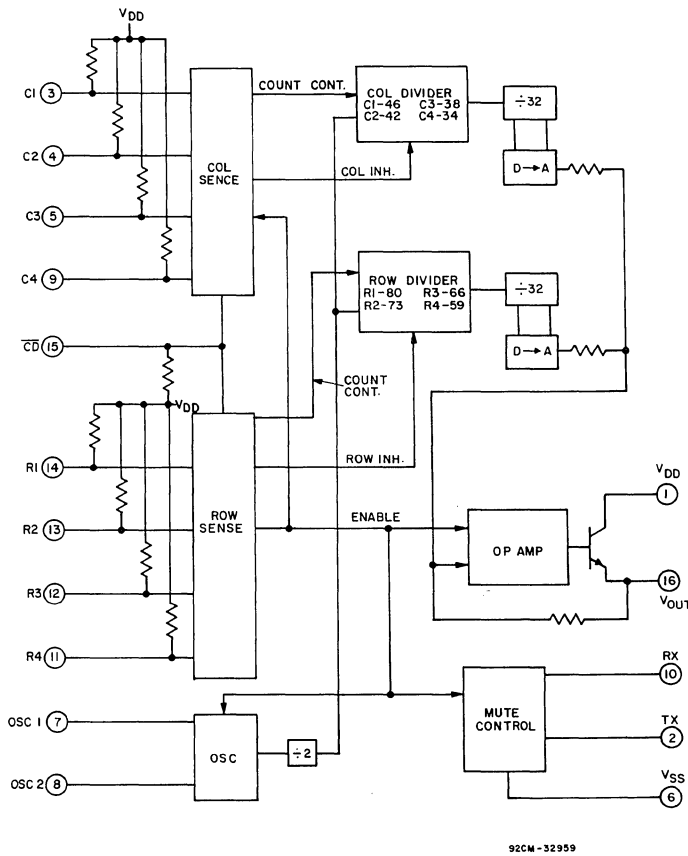 VDD
C1 3
COUNT CONT.
COL DIVIDER
C1-46 C3-38
C2-42 C4-34
÷32
C2 4
COL
SENCE
COL INH.
D→A
C3 5
C4 9
ROW DIVIDER
R1-80 R3-66
R2-73 R4-59
÷32
CD 15
D→A
COUNT
CONT.
VDD
R1 14
ROW INH.
VDD
1
R2 13
ROW
SENSE
ENABLE
OP AMP
R3 12
16
VOUT
R4 11
RX
10
OSC 1 7
MUTE
CONTROL
TX
2
OSC
÷2
OSC 2 8
VSS
6
92CM-32959